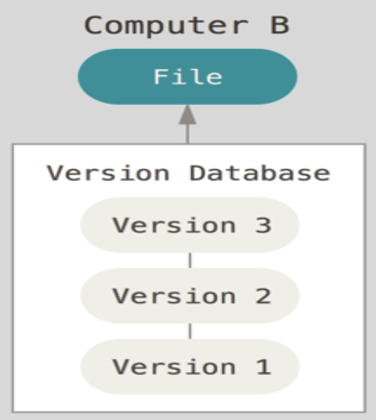 Computer B
File
Version Database
Version 3
Version 2
Version 1